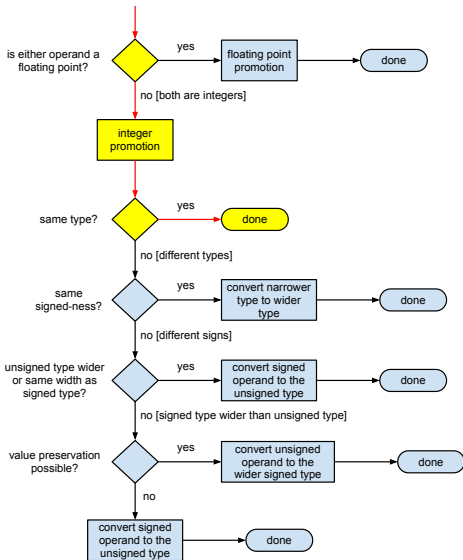 is either operand a
floating point?
yes
floating point
promotion
done
no [both are integers]
integer
promotion
same type?
yes
done
no [different types]
same
signed-ness?
yes
convert narrower
type to wider
type
done
no [different signs]
unsigned type wider
or same width as
signed type?
yes
convert signed
operand to the
unsigned type
done
no [signed type wider than unsigned type]
value preservation
possible?
yes
convert unsigned
operand to the
wider signed type
done
no
convert signed
operand to the
unsigned type
done